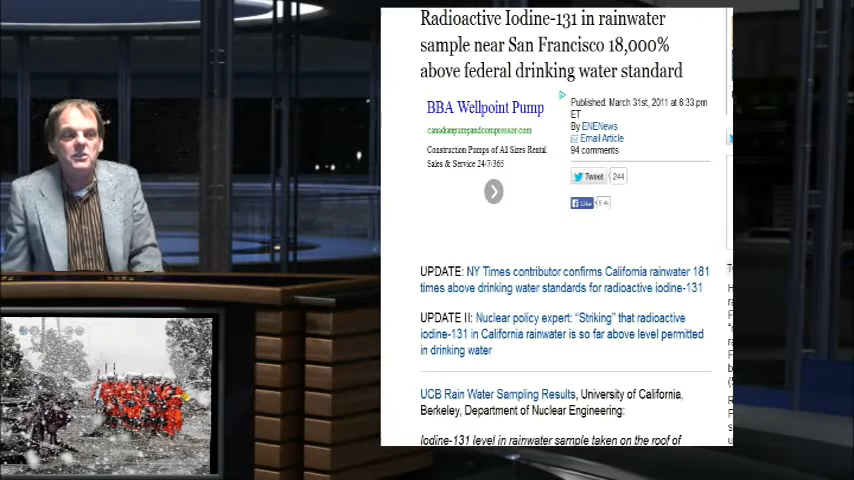 Radioactive Iodine-131 in rainwater
sample near San Francisco 18,000%
above federal drinking water standard
BBA Wellpoint Pump
canadianpumpandcompressor.com
Construction Pumps of All Sizes Rental
Sales & Service 24/7/365
Published: March 31st, 2011 at 6:33 pm
ET
By ENENews
Email Article
94 comments
Tweet 244
Like
UPDATE: NY Times contributor confirms California rainwater 181
times above drinking water standards for radioactive iodine-131
UPDATE II: Nuclear policy expert: “Striking” that radioactive
iodine-131 in California rainwater is so far above level permitted
in drinking water
UCB Rain Water Sampling Results, University of California,
Berkeley, Department of Nuclear Engineering:
Iodine-131 level in rainwater sample taken on the roof of